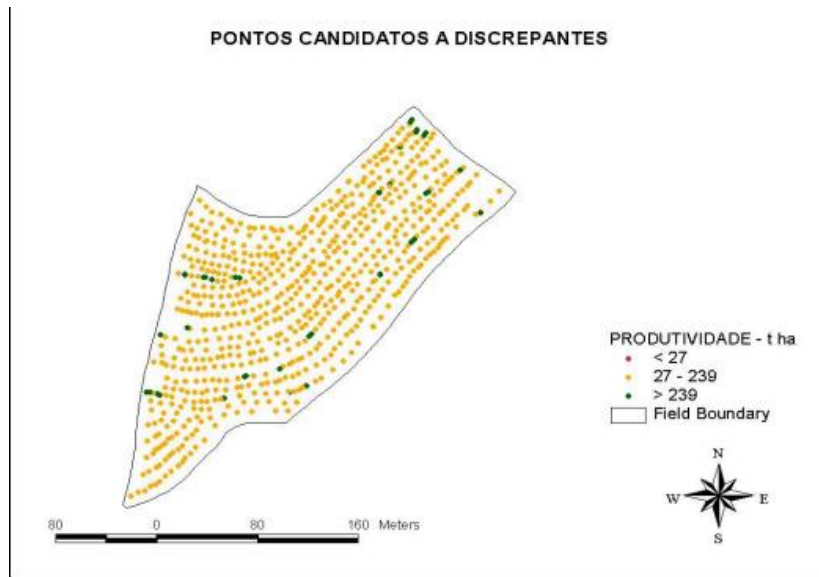 PONTOS CANDIDATOS A DISCREPANTES
PRODUTIVIDADE - t ha
< 27
27 - 239
> 239
Field Boundary
N
W E
S
80 0 80 160 Meters